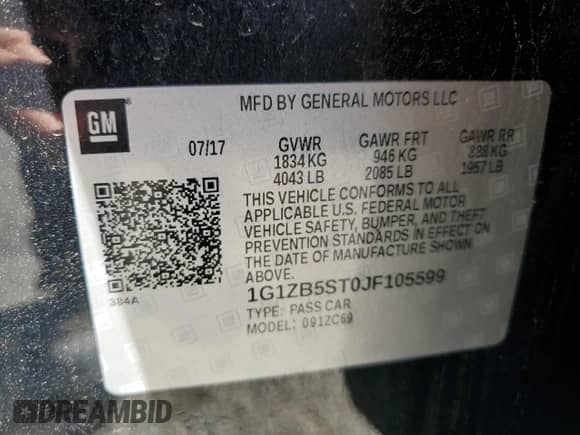 GM
MFD BY GENERAL MOTORS LLC
07/17 GVWR GAWR FRT GAWR RR
1834 KG 946 KG 888 KG
4043 LB 2085 LB 1957 LB
THIS VEHICLE CONFORMS TO ALL
APPLICABLE U.S. FEDERAL MOTOR
VEHICLE SAFETY, BUMPER, AND THEFT
PREVENTION STANDARDS IN EFFECT ON
THE DATE OF MANUFACTURE SHOWN
ABOVE.
384A
1G1ZB5ST0JF105599
TYPE: PASS CAR
MODEL: 091ZC69
DREAMBID